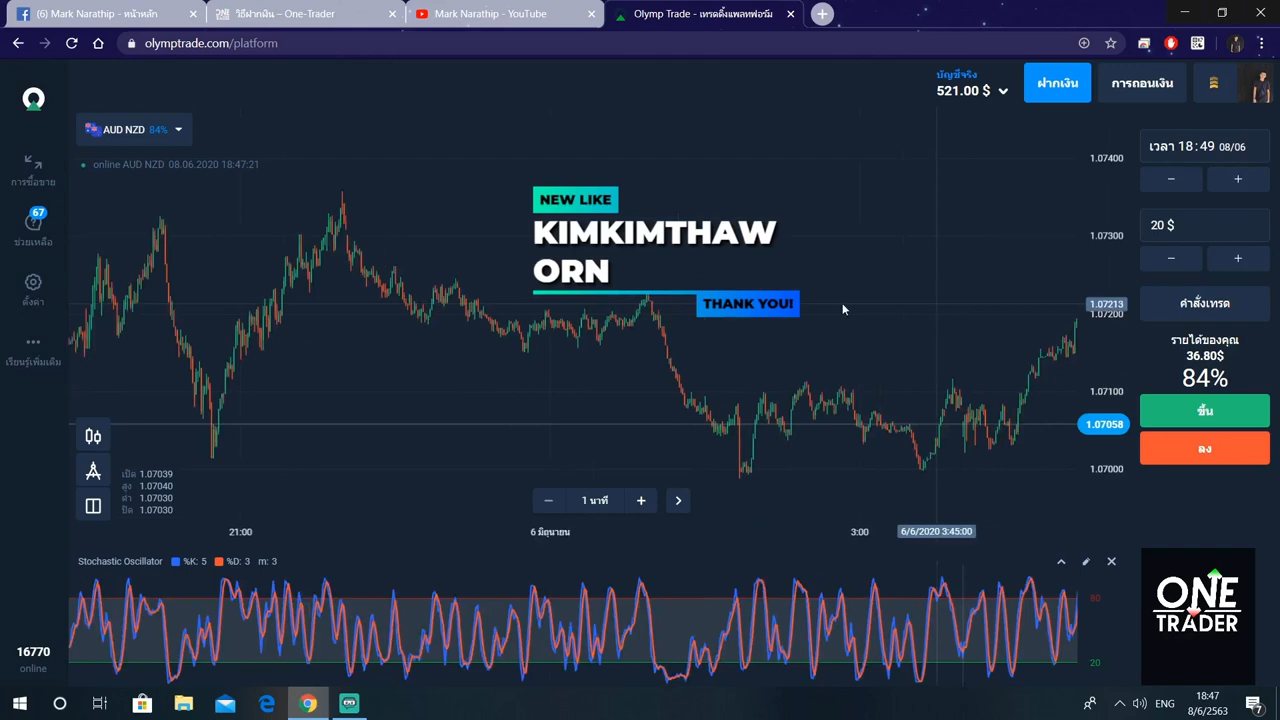 (6) Mark Narathip - หน้าหลัก
วิธีฝากเงิน – One-Trader
Mark Narathip - YouTube
Olymp Trade - เทรดดิ้งแพลทฟอร์ม
olymptrade.com/platform
บัญชีจริง
521.00 $
ฝากเงิน
การถอนเงิน
AUD NZD 84%
online AUD NZD 08.06.2020 18:47:21
การซื้อขาย
67
ช่วยเหลือ
ตั้งค่า
เรียนรู้เพิ่มเติม
16770
online
NEW LIKE
KIMKIMTHAW
ORN
THANK YOU!
1.07400
1.07300
1.07213
1.07200
1.07100
1.07058
1.07000
เวลา 18:49 08/06
− +
20 $
− +
คำสั่งเทรด
รายได้ของคุณ
36.80$
84%
ขึ้น
ลง
เปิด 1.07039
สูง 1.07040
ต่ำ 1.07030
ปิด 1.07030
− 1 นาที +
21:00
6 มิถุนายน
3:00
6/6/2020 3:45:00
Stochastic Oscillator %K: 5 %D: 3 m: 3
80
20
ONE
TRADER
ENG
18:47
8/6/2563
7